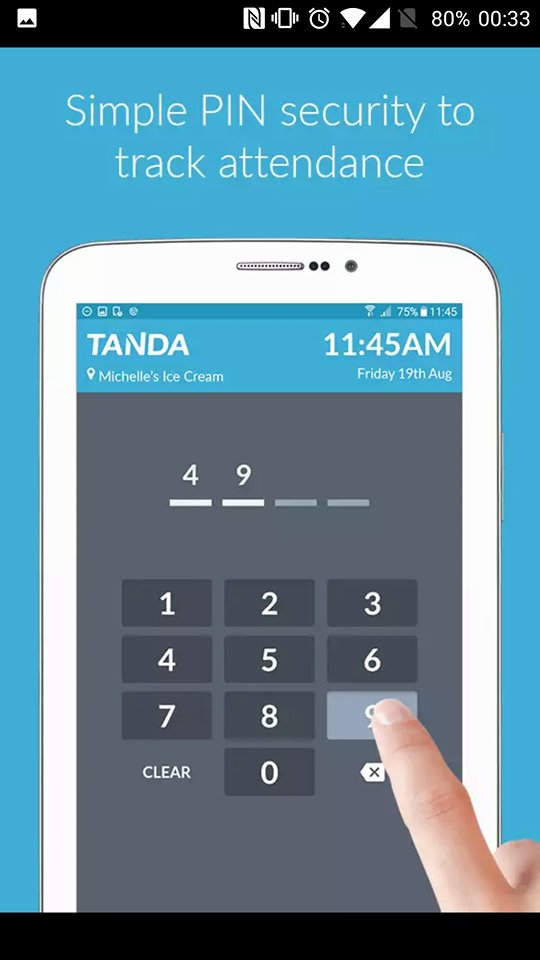 80% 00:33
Simple PIN security to
track attendance
75% 11:45
TANDA 11:45AM
Michelle's Ice Cream Friday 19th Aug
4 9
1 2 3
4 5 6
7 8 9
CLEAR 0